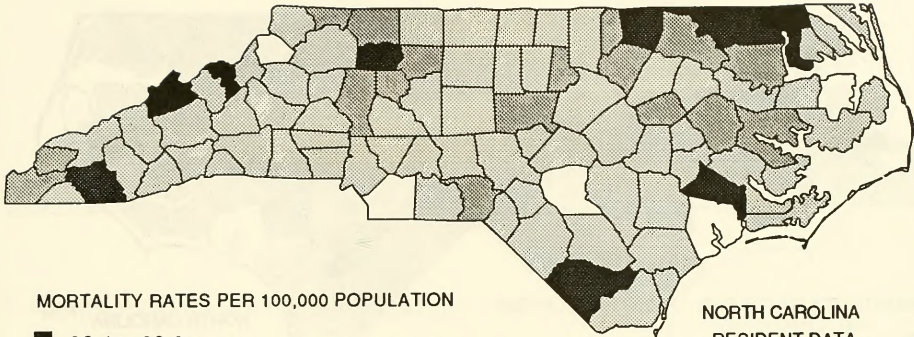 MORTALITY RATES PER 100,000 POPULATION
NORTH CAROLINA
RESIDENT DATA